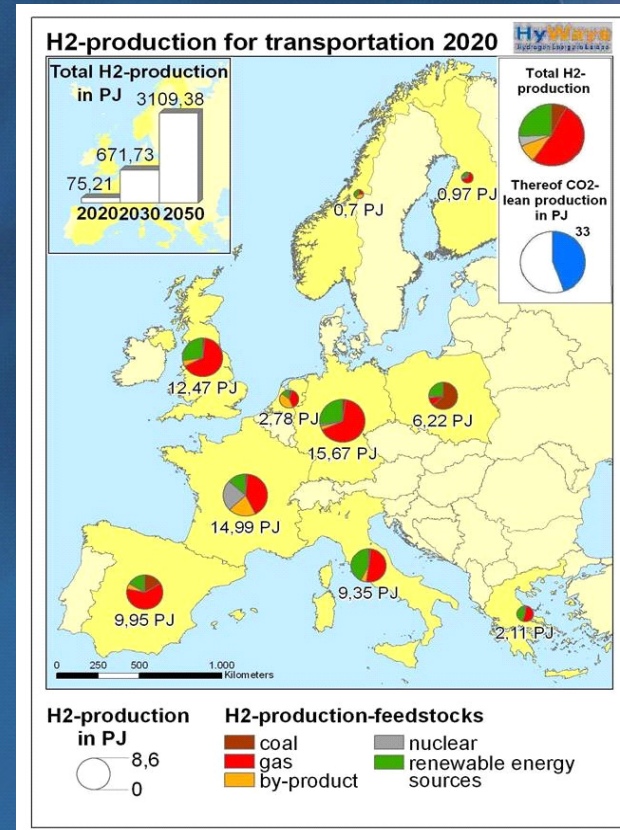 H2-production for transportation 2020
HyWays
Hydrogen Energy in Europe
Total H2-production
in PJ
3109,38
671,73
75,21
2020 2030 2050
Total H2-
production
Thereof CO2-
lean production
in PJ
33
0,7 PJ
0,97 PJ
12,47 PJ
2,78 PJ
15,67 PJ
6,22 PJ
14,99 PJ
9,95 PJ
9,35 PJ
2,11 PJ
0 250 500 1.000
Kilometers
H2-production
in PJ
8,6
0
H2-production-feedstocks
coal
gas
by-product
nuclear
renewable energy
sources